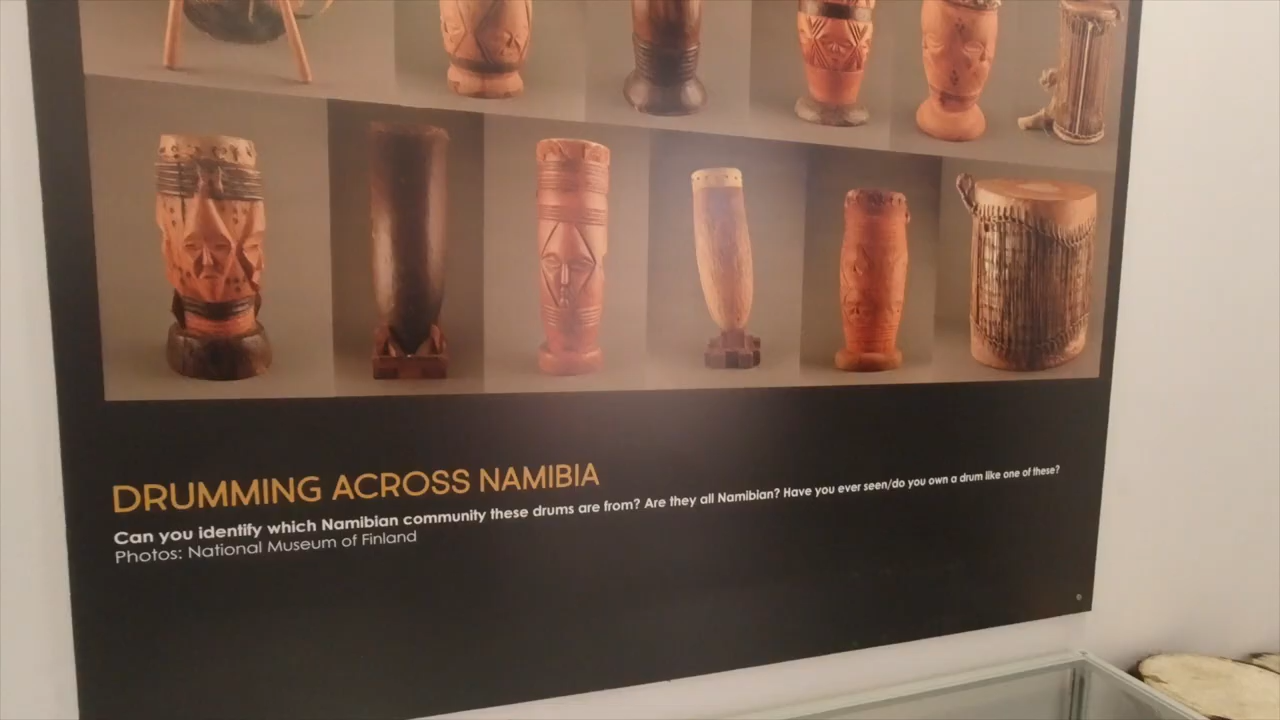 DRUMMING ACROSS NAMIBIA
Can you identify which Namibian community these drums are from? Are they all Namibian? Have you ever seen/do you own a drum like one of these?
Photos: National Museum of Finland